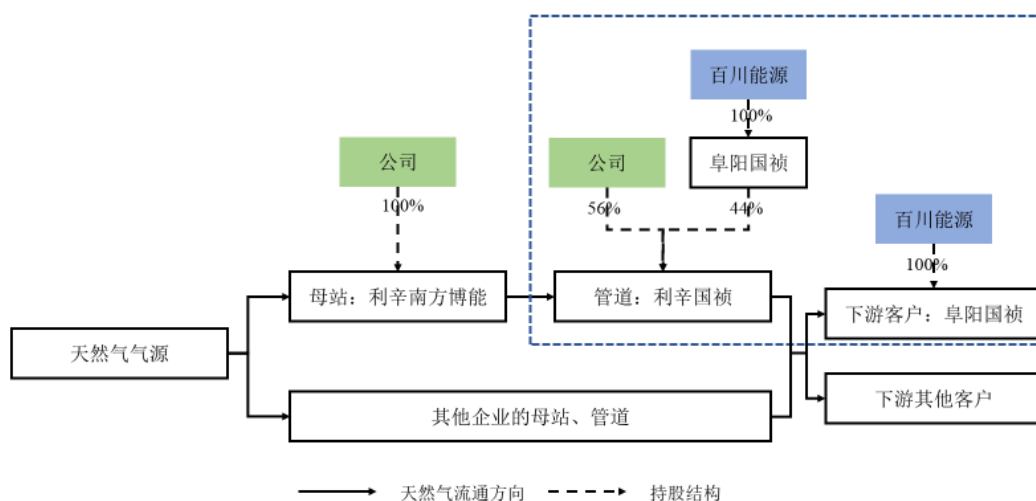 百川能源
100%
公司
公司
阜阳国祯
100%
56%
44%
百川能源
100%
母站：利辛南方博能
管道：利辛国祯
下游客户：阜阳国祯
天然气气源
其他企业的母站、管道
下游其他客户
天然气流通方向
持股结构